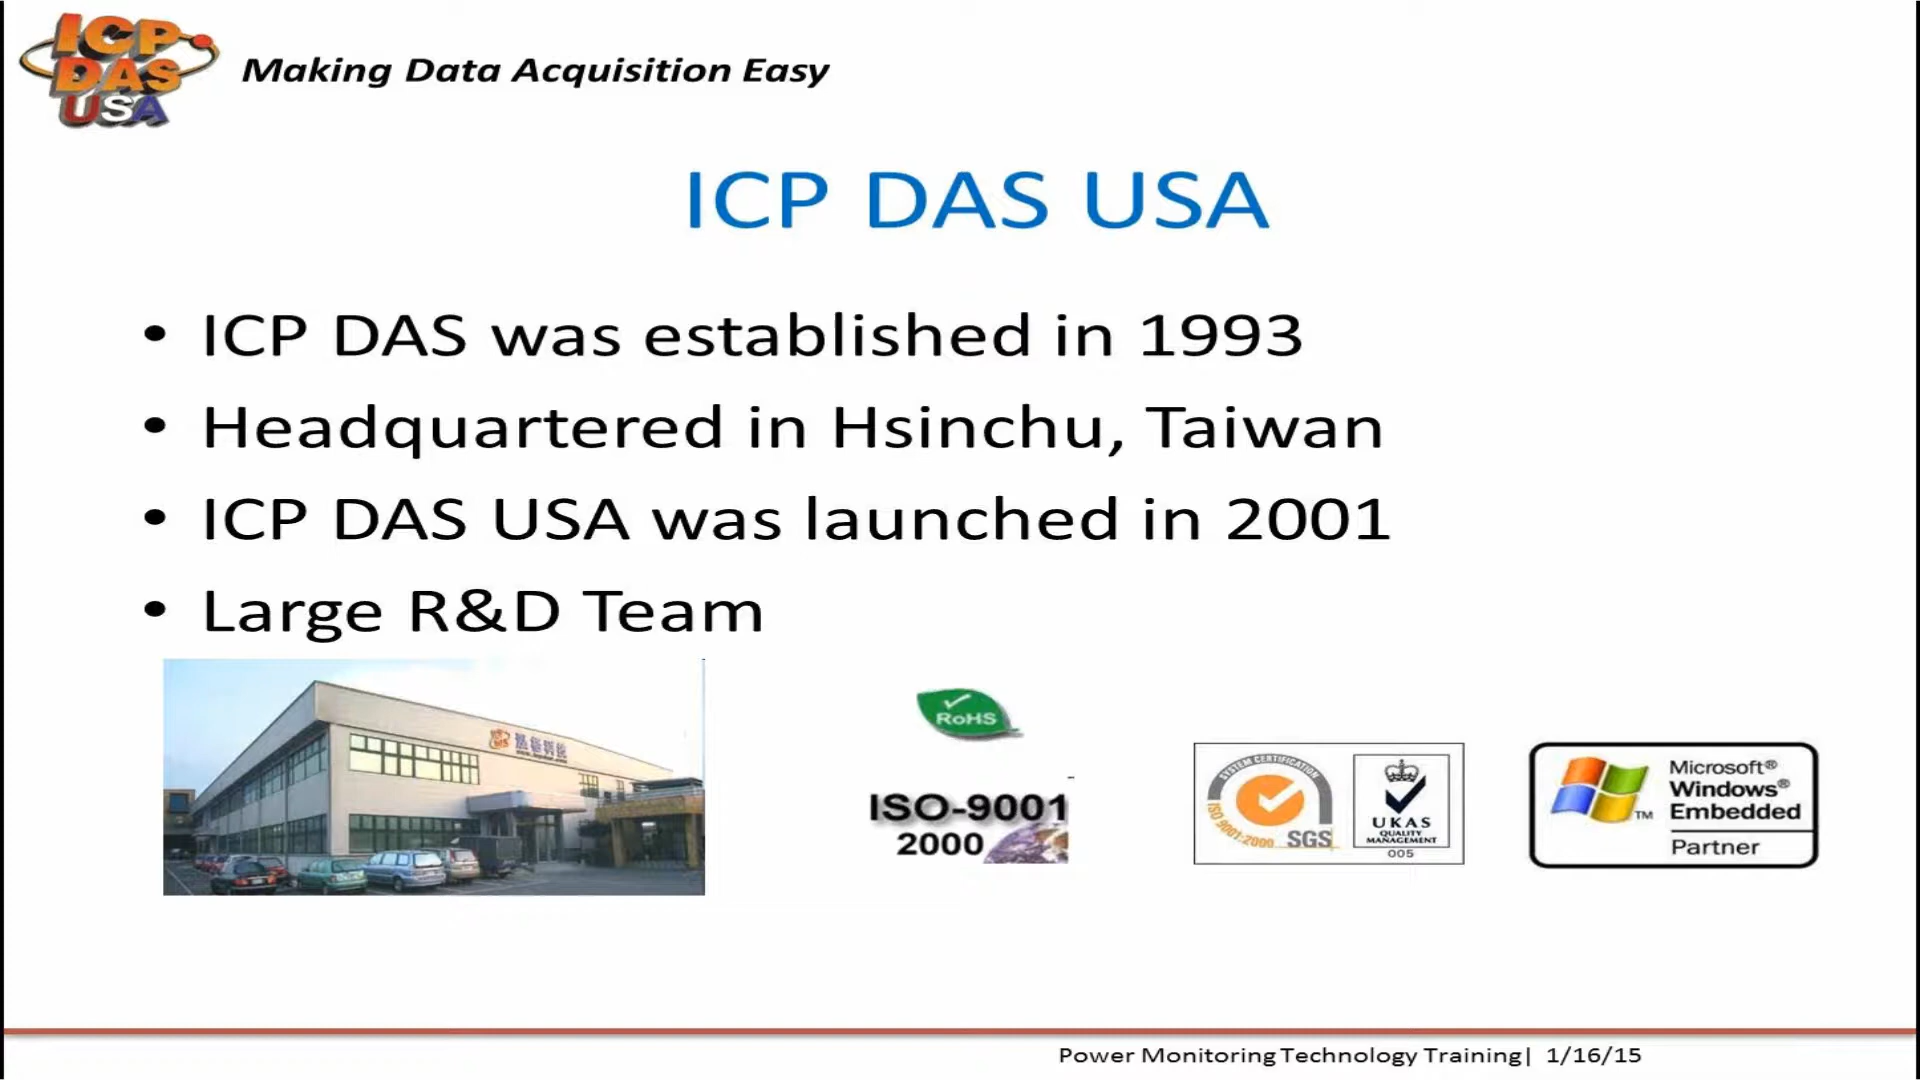 ICP
DAS
USA
Making Data Acquisition Easy
ICP DAS USA
• ICP DAS was established in 1993
• Headquartered in Hsinchu, Taiwan
• ICP DAS USA was launched in 2001
• Large R&D Team
RoHS
ISO-9001
2000
SYSTEM CERTIFICATION
ISO 9001:2000
SGS
UKAS
QUALITY
MANAGEMENT
005
Microsoft®
Windows®
Embedded
TM
Partner
Power Monitoring Technology Training| 1/16/15